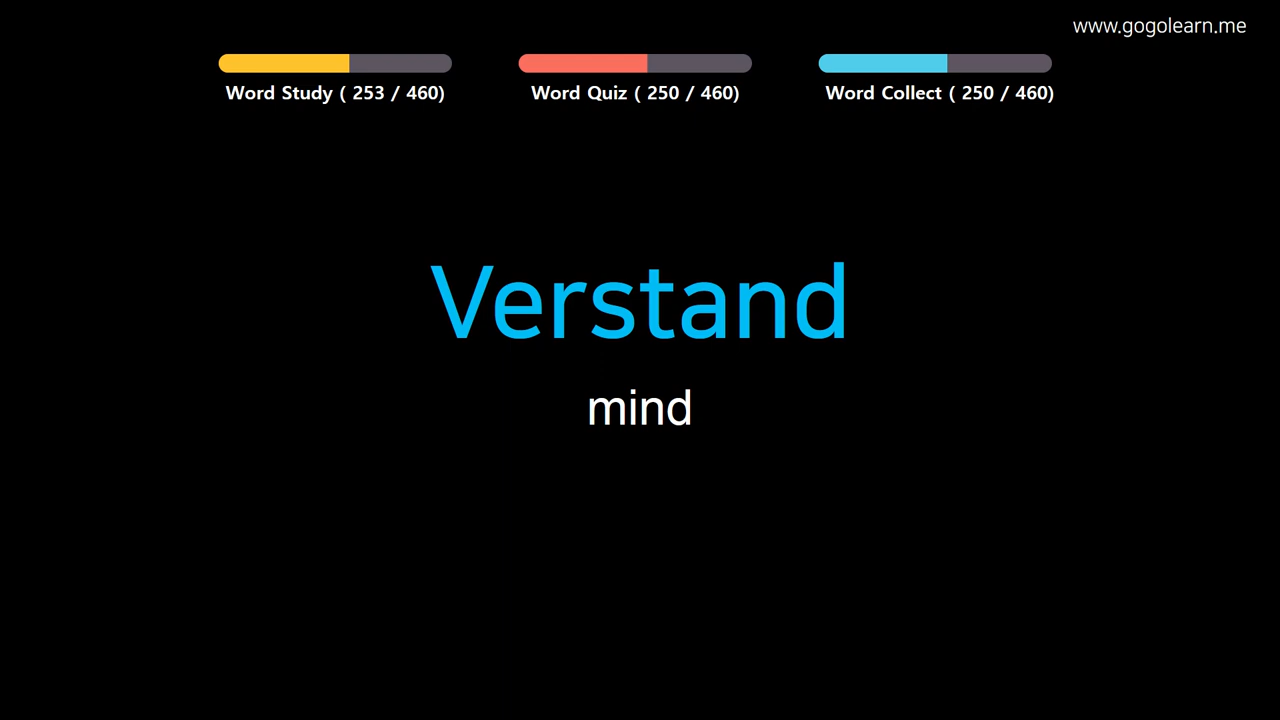 www.gogolearn.me
Word Study ( 253 / 460)
Word Quiz ( 250 / 460)
Word Collect ( 250 / 460)
Verstand
mind